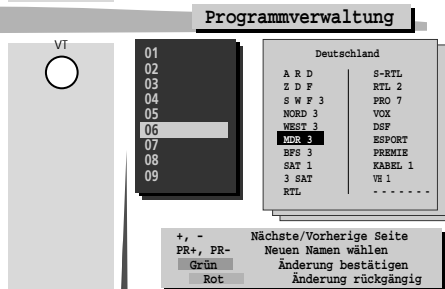 Programmverwaltung
VT
01
02
03
04
05
06
07
08
09
Deutschland
A R D
Z D F
S W F 3
NORD 3
WEST 3
MDR 3
BFS 3
SAT 1
3 SAT
RTL
S-RTL
RTL 2
PRO 7
VOX
DSF
ESPORT
PREMIE
KABEL 1
VH 1
- - - - - - -
+, - Nächste/Vorherige Seite
PR+, PR- Neuen Namen wählen
Grün Änderung bestätigen
Rot Änderung rückgängig